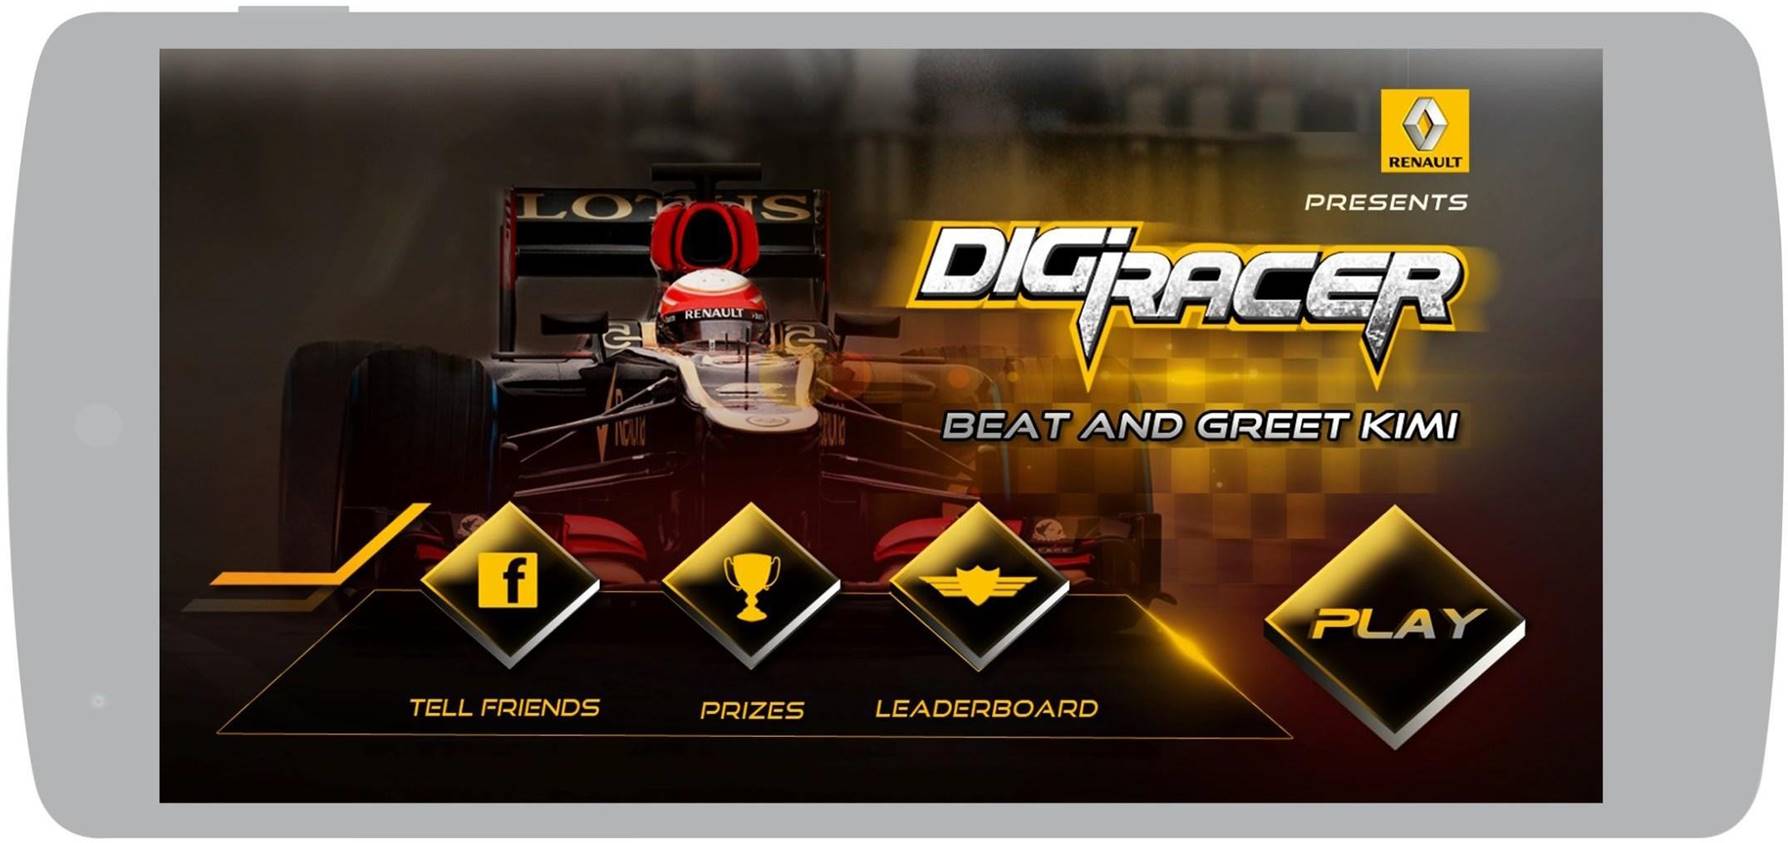 RENAULT
PRESENTS
LOTUS
DIGIRACER
RENAULT
BEAT AND GREET KIMI
f
PLAY
TELL FRIENDS
PRIZES
LEADERBOARD